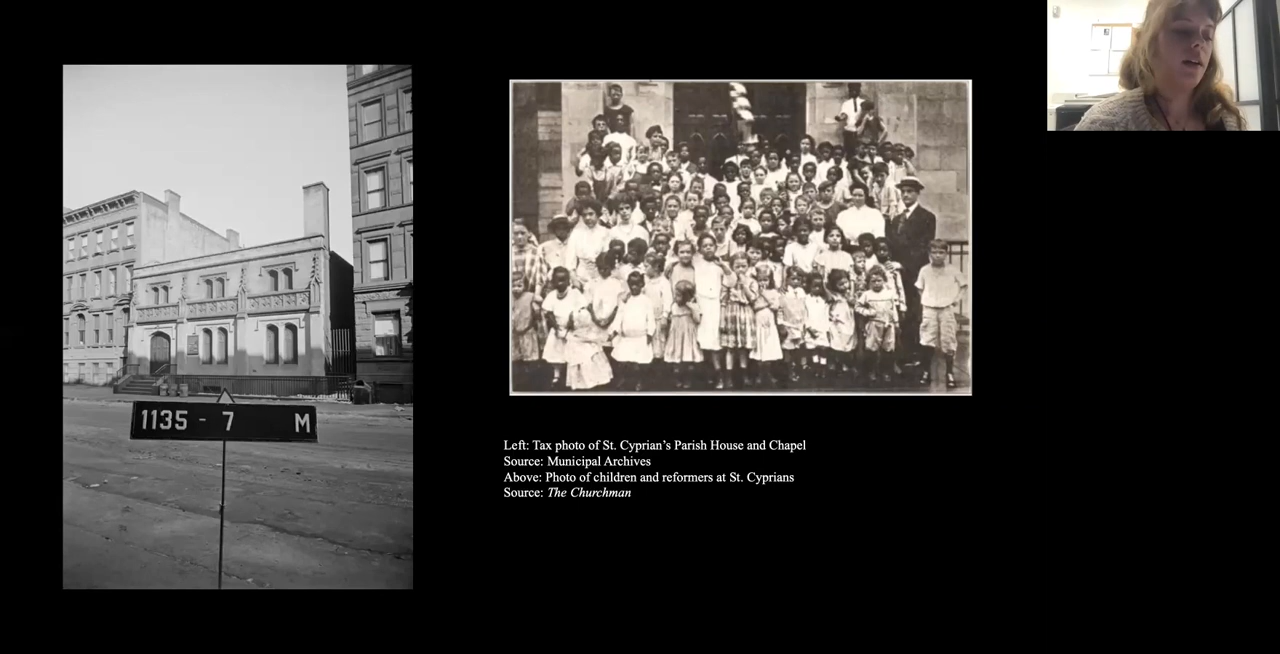 1135 - 7 M
Left: Tax photo of St. Cyprian’s Parish House and Chapel
Source: Municipal Archives
Above: Photo of children and reformers at St. Cyprians
Source: The Churchman